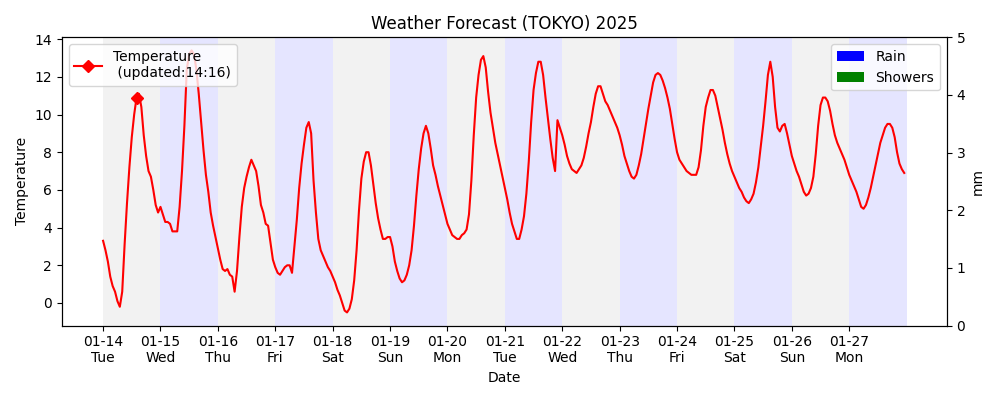 Weather Forecast (TOKYO) 2025
Temperature
(updated:14:16)
Rain
Showers
Temperature
14
12
10
8
6
4
2
0
5
4
3
2
1
0
mm
01-14 01-15 01-16 01-17 01-18 01-19 01-20 01-21 01-22 01-23 01-24 01-25 01-26 01-27
Tue Wed Thu Fri Sat Sun Mon Tue Wed Thu Fri Sat Sun Mon
Date